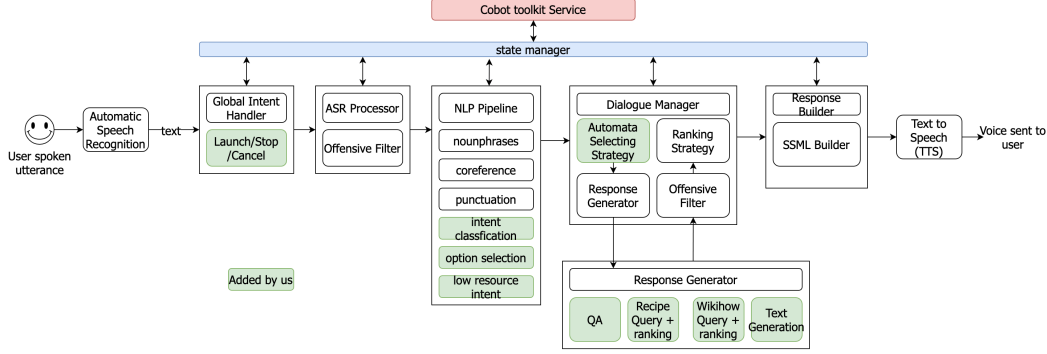 Cobot toolkit Service
state manager
User spoken
utterance
Automatic
Speech
Recognition
text
Global Intent
Handler
Launch/Stop
/Cancel
ASR Processor
Offensive Filter
NLP Pipeline
nounphrases
coreference
punctuation
intent
classfication
option selection
low resource
intent
Dialogue Manager
Automata
Selecting
Strategy
Ranking
Strategy
Response
Generator
Offensive
Filter
Response
Builder
SSML Builder
Text to
Speech
(TTS)
Voice sent to
user
Added by us
Response Generator
QA
Recipe
Query +
ranking
Wikihow
Query +
ranking
Text
Generation